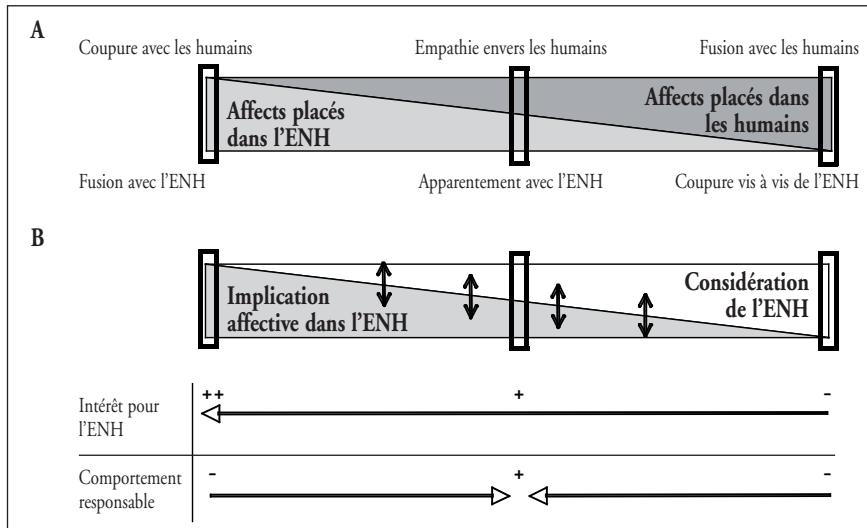 A
Coupure avec les humains Empathie envers les humains Fusion avec les humains
Affects placés
dans l'ENH
Affects placés dans
les humains
Fusion avec l'ENH Apparentement avec l'ENH Coupure vis à vis de l'ENH
B
Implication
affective dans l'ENH
Considération
de l'ENH
Intérêt pour
l'ENH
++ + -
Comportement
responsable
- + -